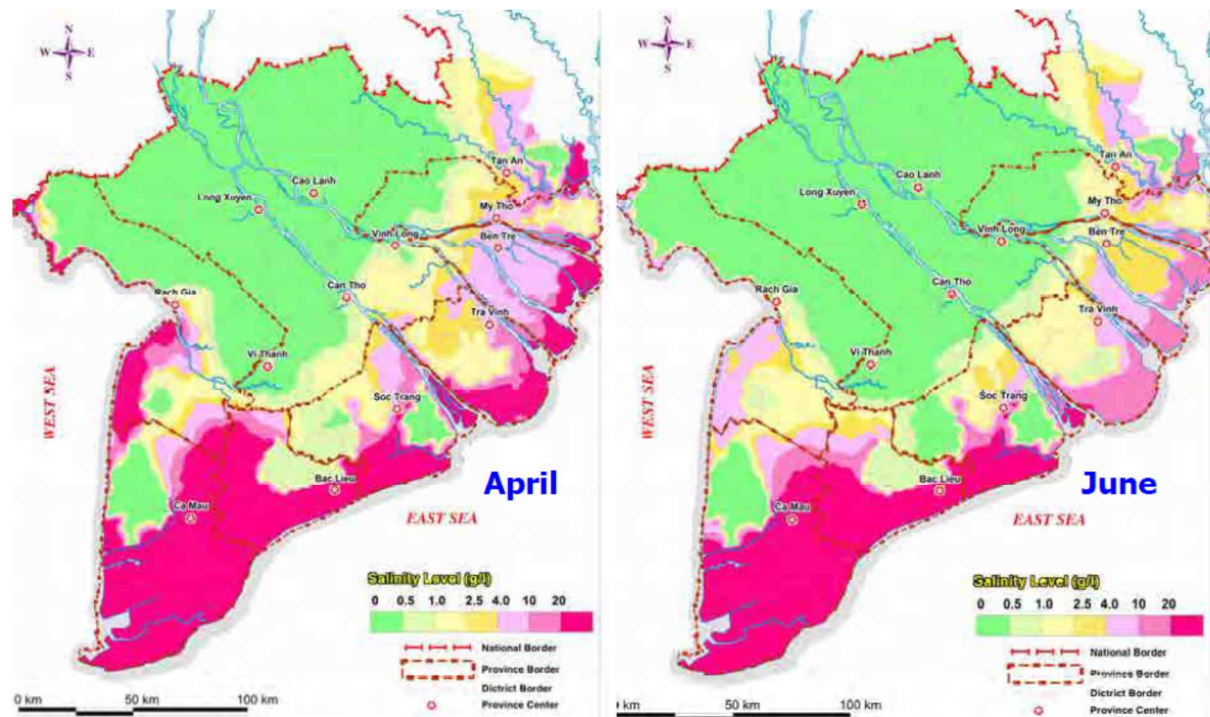 N
W E
S
Tan An
Cao Lanh
Long Xuyen
My Tho
Vinh Long
Ben Tre
Can Tho
Rach Gia
Tra Vinh
Vi Thanh
WEST SEA
Soc Trang
Bac Lieu
April
Ca Mau
EAST SEA
Salinity Level (g/l)
0 0.5 1.0 2.5 4.0 10 20
National Border
Province Border
Dictrict Border
Province Center
0 km 50 km 100 km
N
W E
S
Tan An
Cao Lanh
Long Xuyen
My Tho
Vinh Long
Ben Tre
Can Tho
Rach Gia
Tra Vinh
Vi Thanh
WEST SEA
Soc Trang
Bac Lieu
June
Ca Mau
EAST SEA
Salinity Level (g/l)
0 0.5 1.0 2.5 4.0 10 20
National Border
Province Border
Dictrict Border
Province Center
km 50 km 100 km